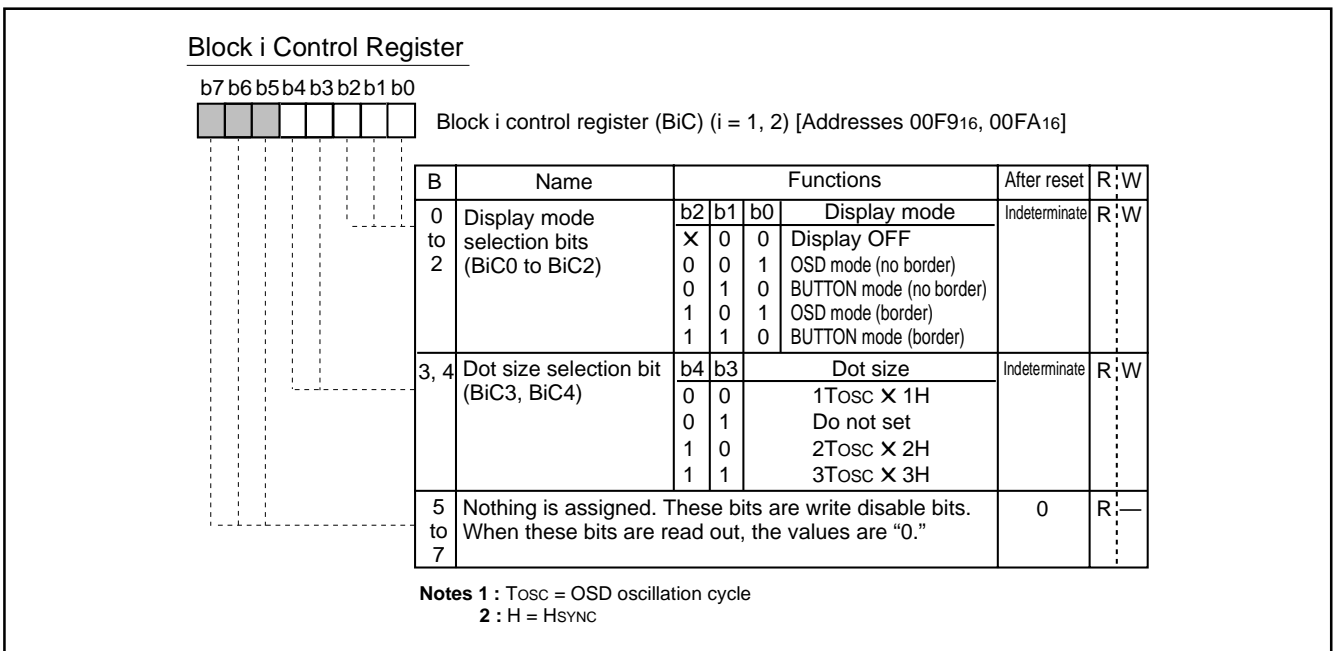 Block i Control Register
b7 b6 b5 b4 b3 b2 b1 b0
Block i control register (BiC) (i = 1, 2) [Addresses 00F916, 00FA16]
B Name Functions After reset R W
0 to 2 Display mode selection bits (BiC0 to BiC2) b2 b1 b0 Display mode Indeterminate R W
X 0 0 Display OFF
0 0 1 OSD mode (no border)
0 1 0 BUTTON mode (no border)
1 0 1 OSD mode (border)
1 1 0 BUTTON mode (border)
3, 4 Dot size selection bit (BiC3, BiC4) b4 b3 Dot size Indeterminate R W
0 0 1TOSC X 1H
0 1 Do not set
1 0 2TOSC X 2H
1 1 3TOSC X 3H
5 to 7 Nothing is assigned. These bits are write disable bits. 0 R —
When these bits are read out, the values are “0.”
Notes 1 : TOSC = OSD oscillation cycle
2 : H = HSYNC